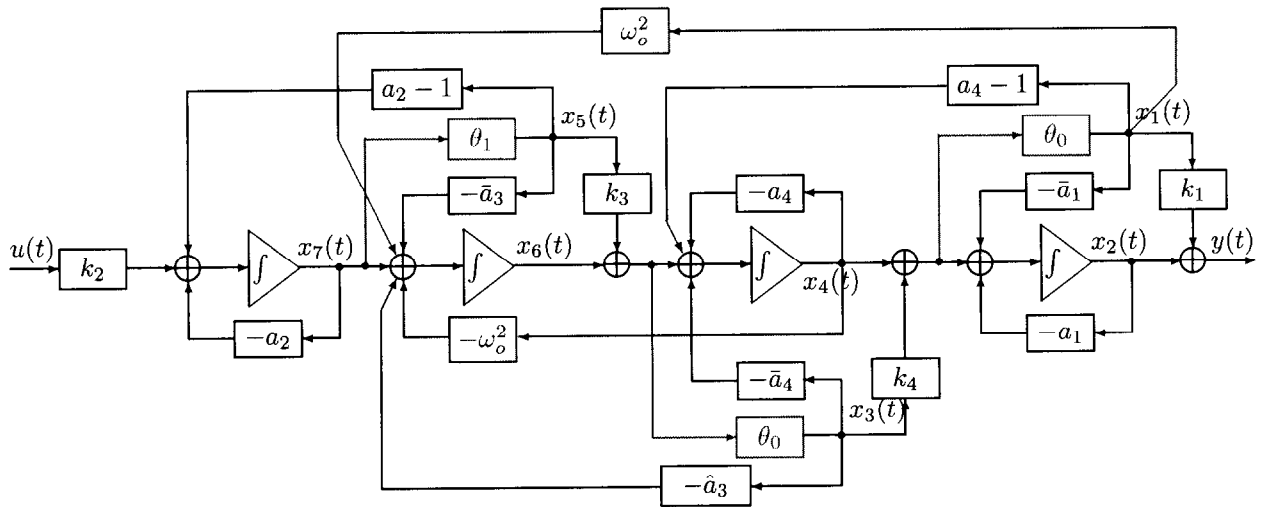 ω_o^2
a_2 − 1
a_4 − 1
x_5(t)
x_1(t)
θ_1
θ_0
−ā_3
k_3
−a_4
−ā_1
k_1
u(t)
k_2
∫
x_7(t)
∫
x_6(t)
∫
x_4(t)
∫
x_2(t)
y(t)
−a_2
−ω_o^2
−a_1
−ā_4
k_4
x_3(t)
θ_0
−â_3